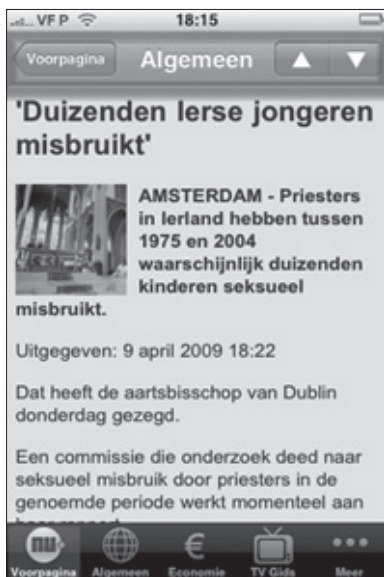 VF P 18:15
Voorpagina Algemeen
'Duizenden Ierse jongeren
misbruikt'
AMSTERDAM - Priesters
in Ierland hebben tussen
1975 en 2004
waarschijnlijk duizenden
kinderen seksueel
misbruikt.
Uitgegeven: 9 april 2009 18:22
Dat heeft de aartsbisschop van Dublin
donderdag gezegd.
Een commissie die onderzoek deed naar
seksueel misbruik door priesters in de
genoemde periode werkt momenteel aan
nu
Voorpagina Algemeen Economie TV Gids Meer